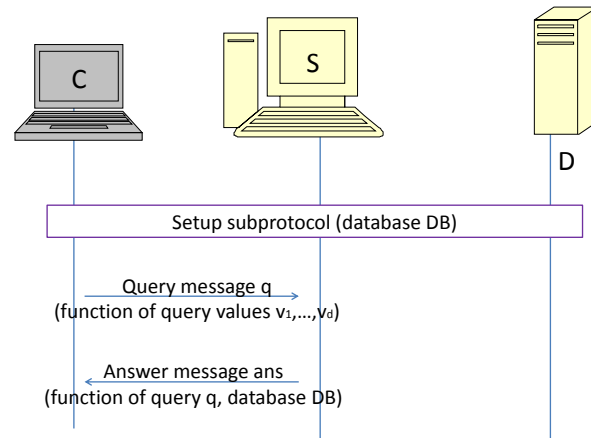 C
S
D
Setup subprotocol (database DB)
Query message q
(function of query values v₁,…,vd)
Answer message ans
(function of query q, database DB)